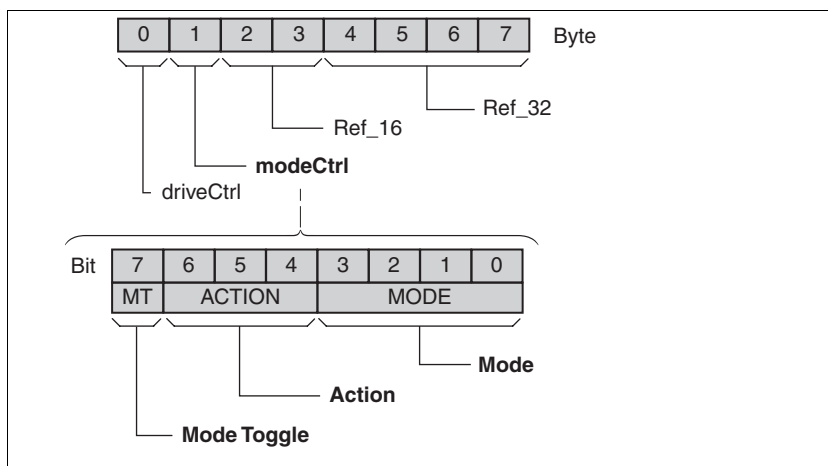 0 1 2 3 4 5 6 7 Byte
Ref_32
Ref_16
modeCtrl
driveCtrl
Bit 7 6 5 4 3 2 1 0
MT ACTION MODE
Mode
Action
Mode Toggle